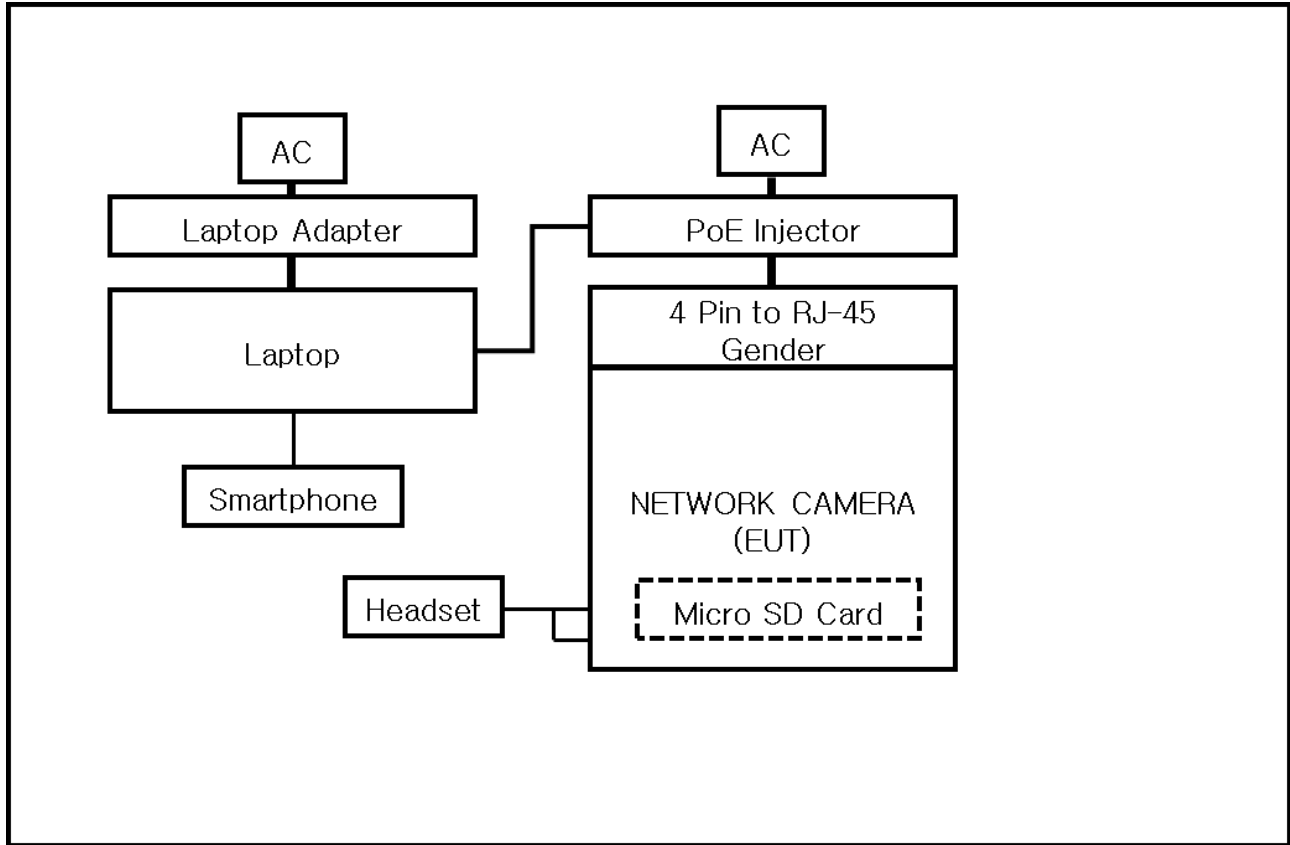 AC
AC
Laptop Adapter
PoE Injector
4 Pin to RJ-45
Gender
Laptop
Smartphone
NETWORK CAMERA
(EUT)
Headset
Micro SD Card